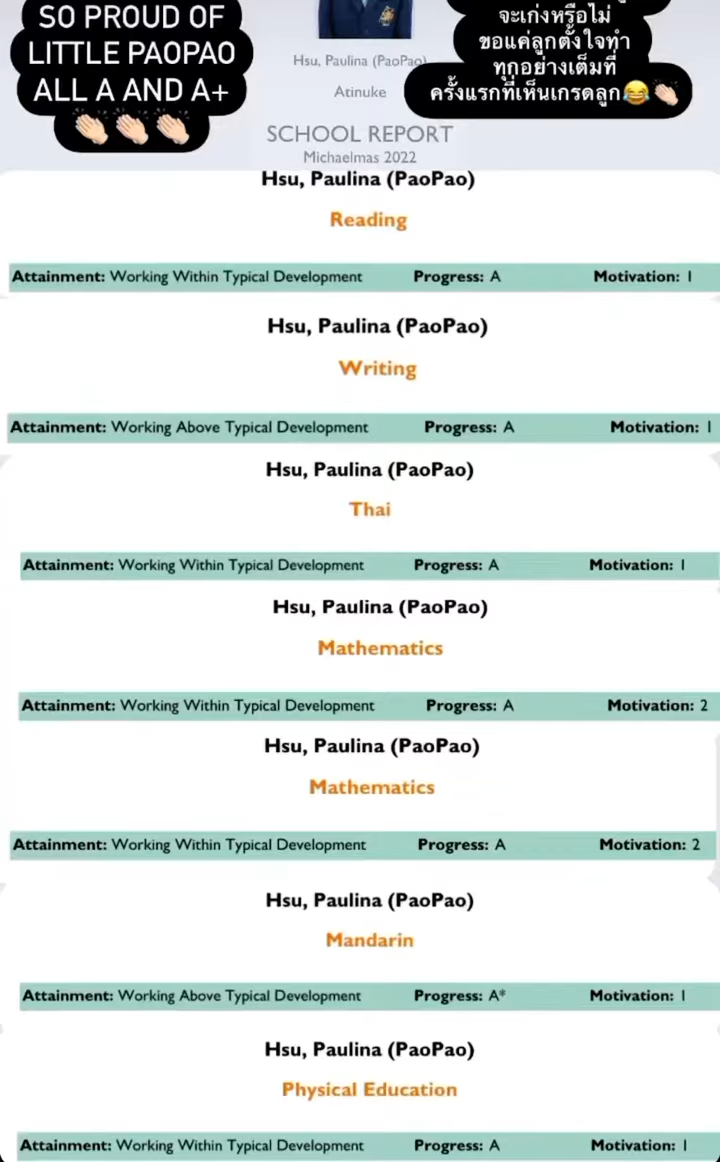 SO PROUD OF
LITTLE PAOPAO
ALL A AND A+
👏🏻👏🏻👏🏻
จะเก่งหรือไม่
ขอแค่ลูกตั้งใจทำ
ทุกอย่างเต็มที่
ครั้งแรกที่เห็นเกรดลูก😂👏🏻
Hsu, Paulina (PaoPao)
Atinuke
SCHOOL REPORT
Michaelmas 2022
Hsu, Paulina (PaoPao)
Reading
Attainment: Working Within Typical Development Progress: A Motivation: 1
Hsu, Paulina (PaoPao)
Writing
Attainment: Working Above Typical Development Progress: A Motivation: 1
Hsu, Paulina (PaoPao)
Thai
Attainment: Working Within Typical Development Progress: A Motivation: 1
Hsu, Paulina (PaoPao)
Mathematics
Attainment: Working Within Typical Development Progress: A Motivation: 2
Hsu, Paulina (PaoPao)
Mathematics
Attainment: Working Within Typical Development Progress: A Motivation: 2
Hsu, Paulina (PaoPao)
Mandarin
Attainment: Working Above Typical Development Progress: A* Motivation: 1
Hsu, Paulina (PaoPao)
Physical Education
Attainment: Working Within Typical Development Progress: A Motivation: 1